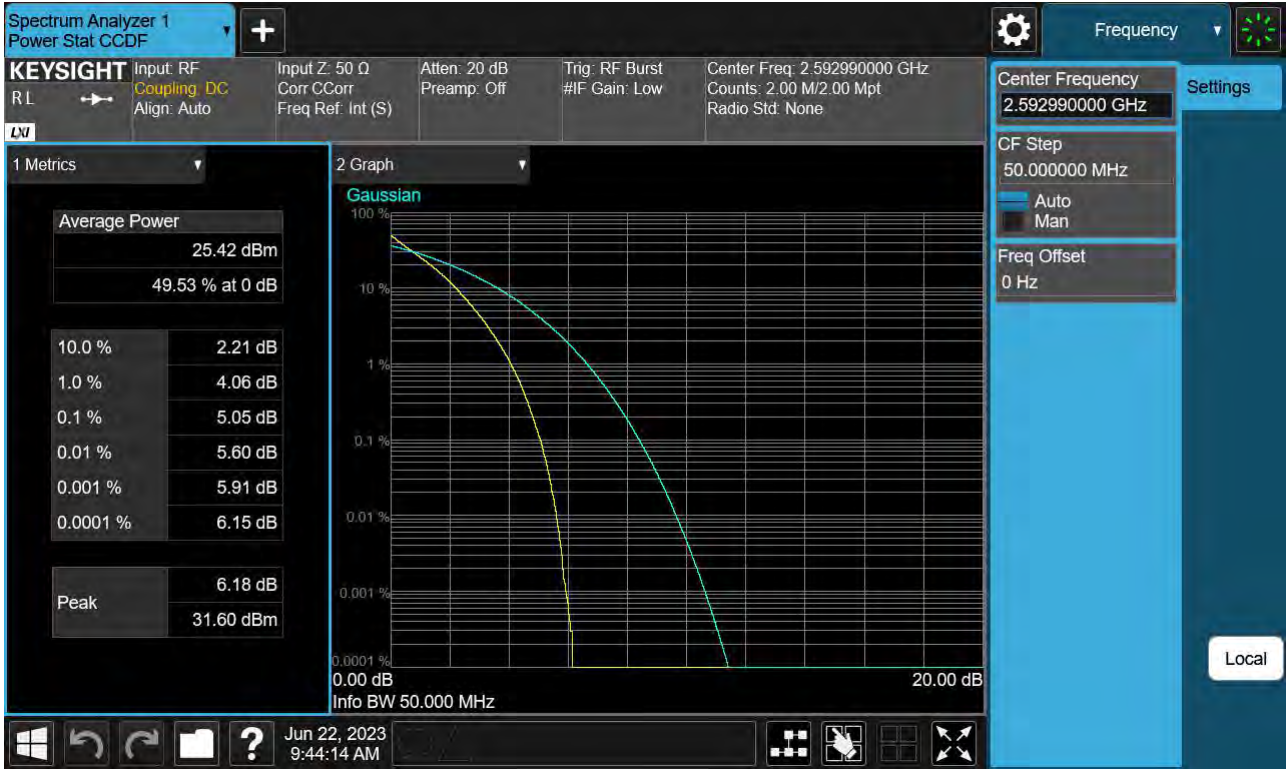 Spectrum Analyzer 1
Power Stat CCDF
+
Frequency
KEYSIGHT
RL
LXI
Input: RF
Coupling: DC
Align: Auto
Input Z: 50 Ω
Corr CCorr
Freq Ref: Int (S)
Atten: 20 dB
Preamp: Off
Trig: RF Burst
#IF Gain: Low
Center Freq: 2.592990000 GHz
Counts: 2.00 M/2.00 Mpt
Radio Std: None
Center Frequency
2.592990000 GHz
Settings
CF Step
50.000000 MHz
Auto
Man
Freq Offset
0 Hz
Local
1 Metrics
Average Power
25.42 dBm
49.53 % at 0 dB
10.0 % 2.21 dB
1.0 % 4.06 dB
0.1 % 5.05 dB
0.01 % 5.60 dB
0.001 % 5.91 dB
0.0001 % 6.15 dB
Peak
6.18 dB
31.60 dBm
2 Graph
Gaussian
100 %
10 %
1 %
0.1 %
0.01 %
0.001 %
0.0001 %
0.00 dB 20.00 dB
Info BW 50.000 MHz
?
Jun 22, 2023
9:44:14 AM